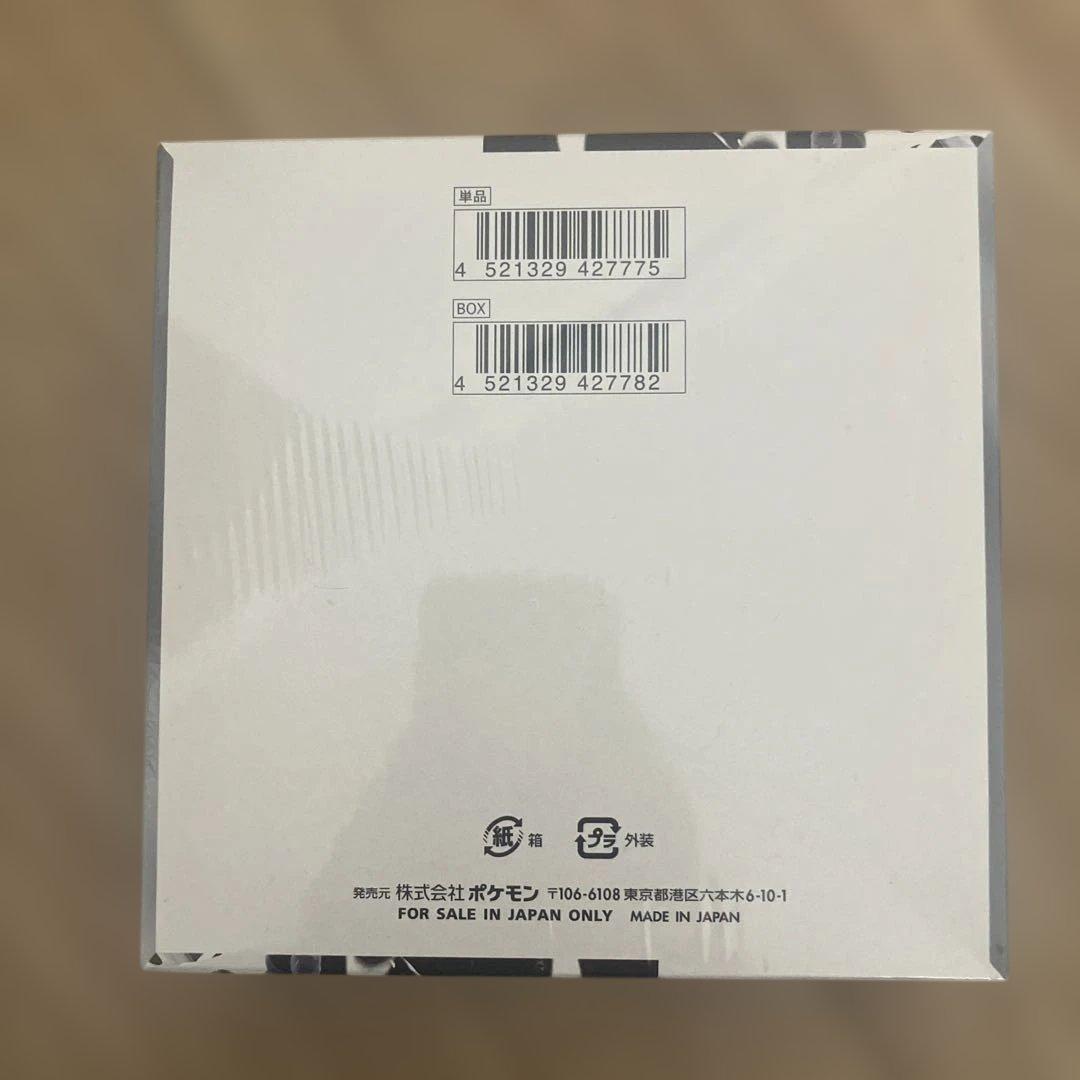 単品
4 521329 427775
BOX
4 521329 427782
紙 箱 プラ 外装
発売元 株式会社ポケモン 〒106-6108 東京都港区六本木6-10-1
FOR SALE IN JAPAN ONLY MADE IN JAPAN